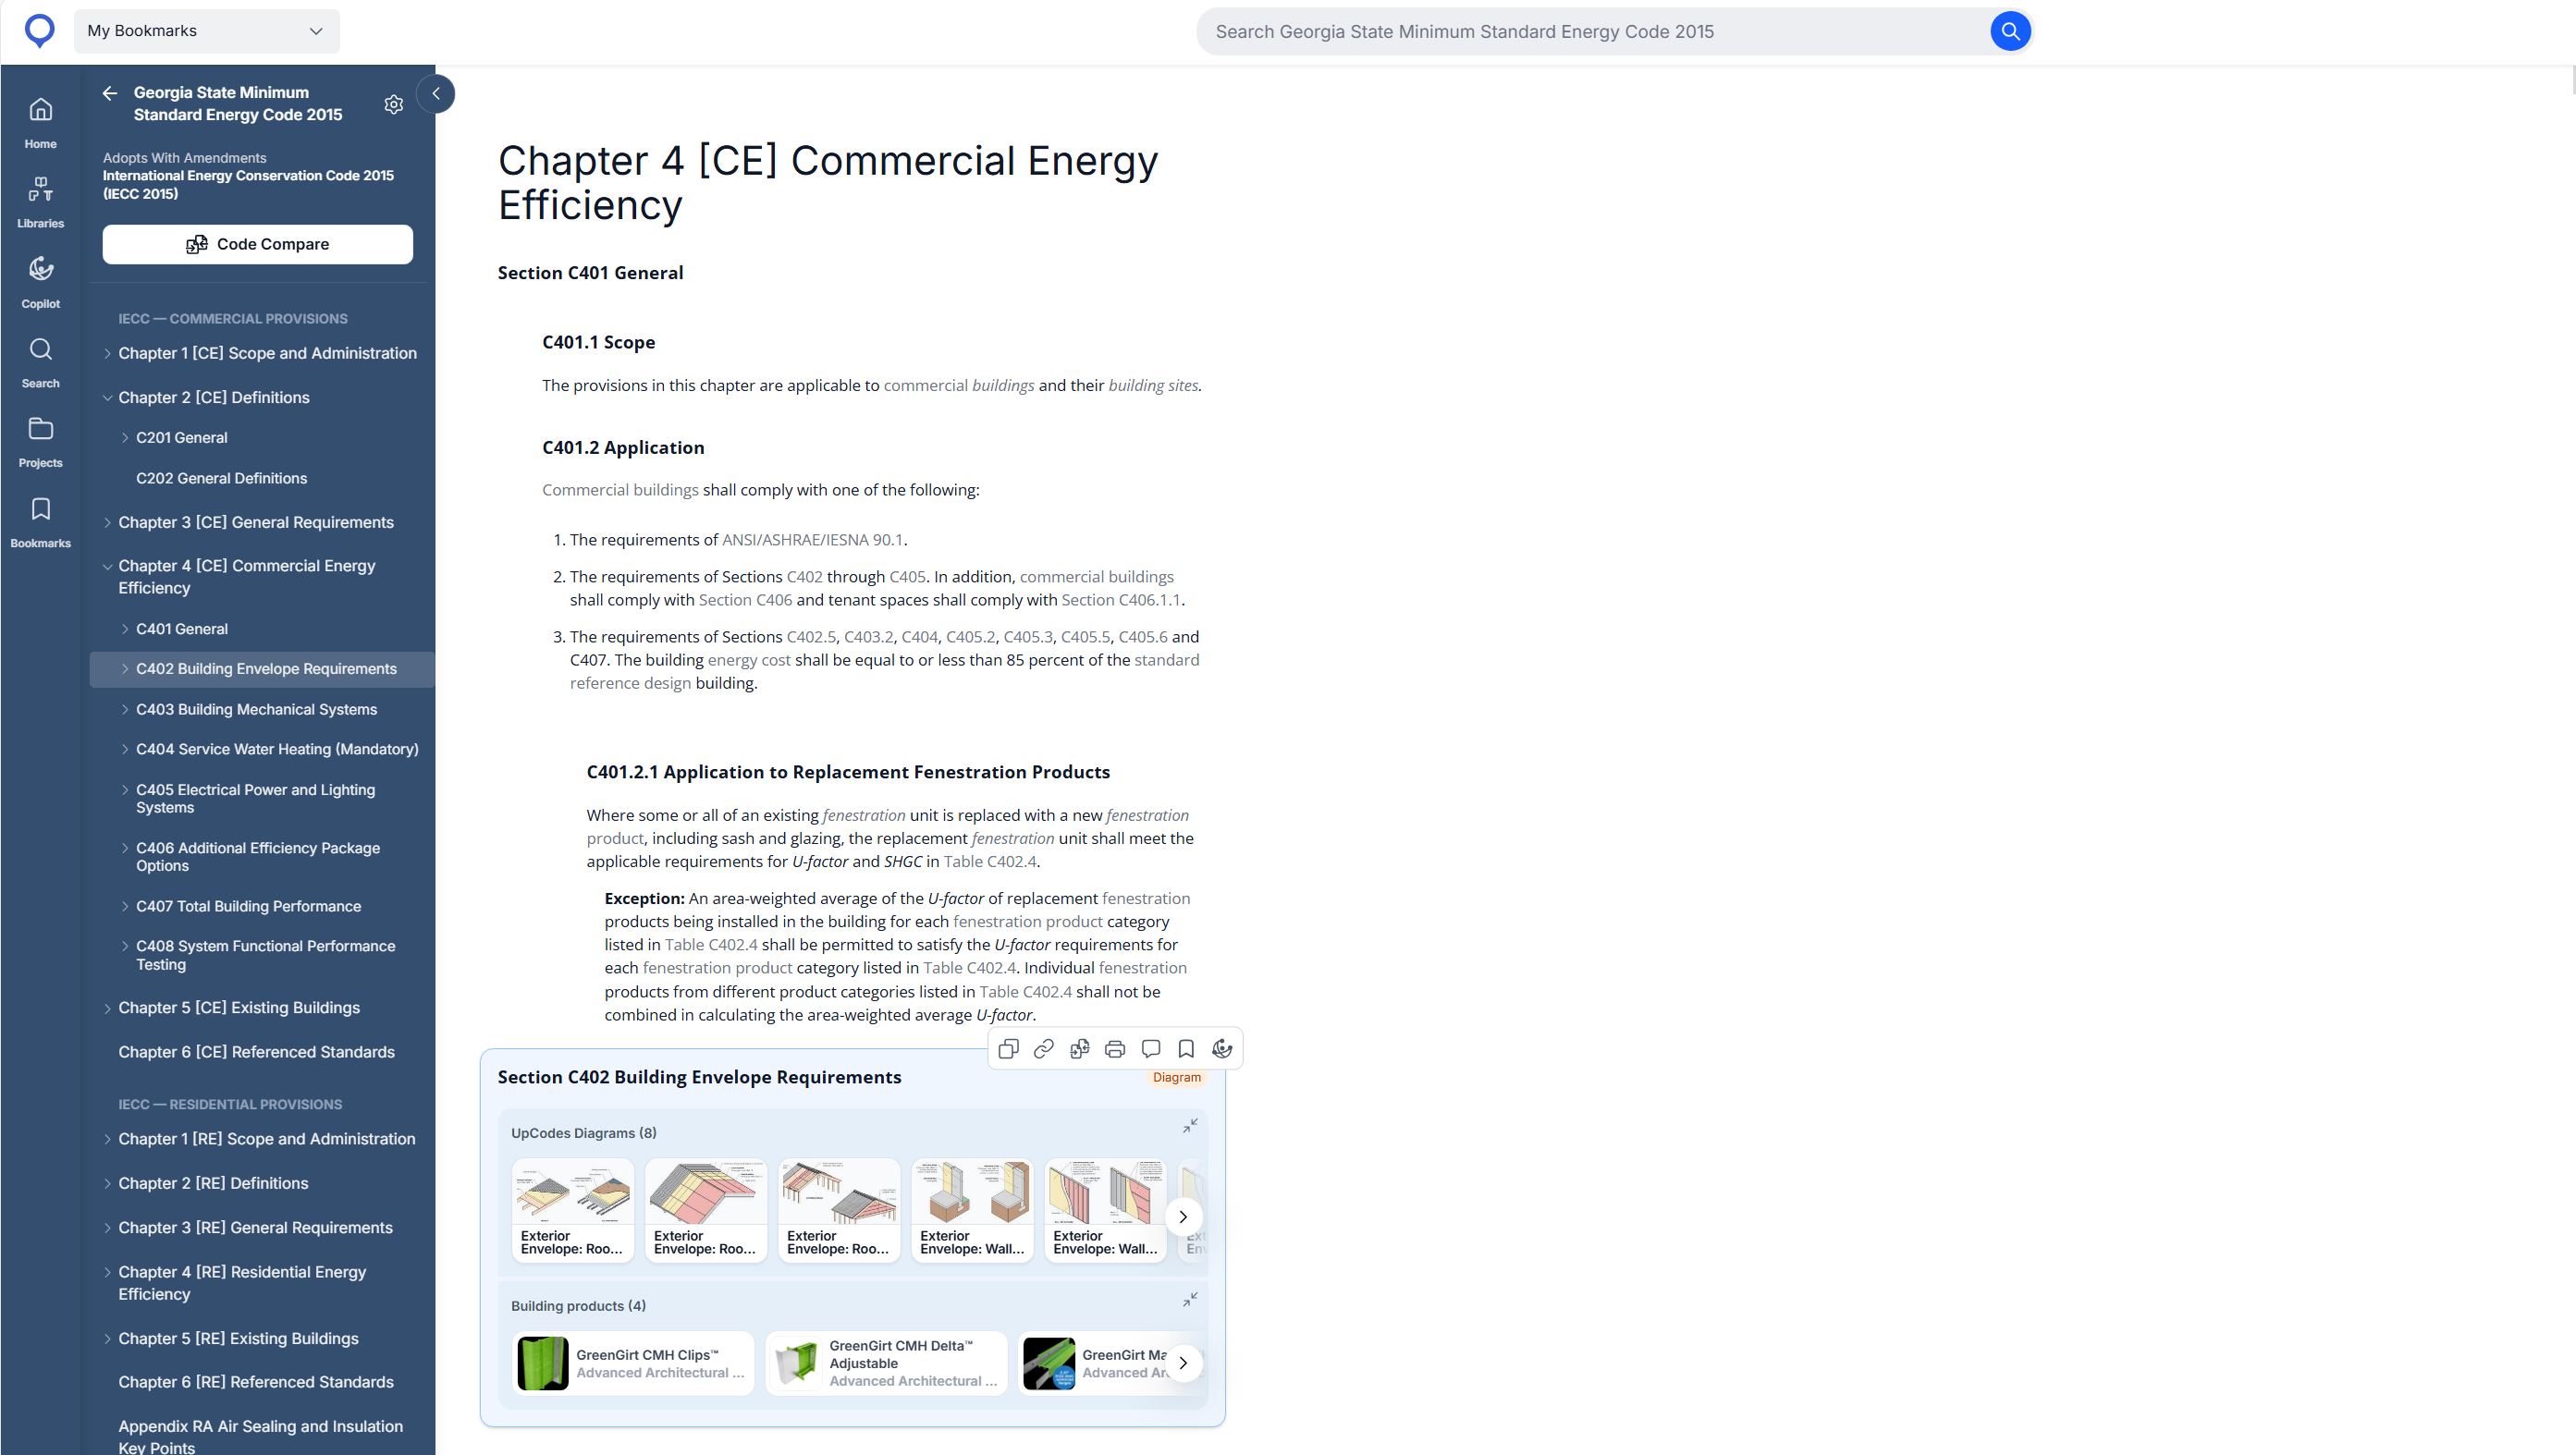 My Bookmarks
Search Georgia State Minimum Standard Energy Code 2015
Home
Libraries
Copilot
Search
Projects
Bookmarks
Georgia State Minimum
Standard Energy Code 2015
Adopts With Amendments
International Energy Conservation Code 2015
(IECC 2015)
Code Compare
IECC — COMMERCIAL PROVISIONS
Chapter 1 [CE] Scope and Administration
Chapter 2 [CE] Definitions
C201 General
C202 General Definitions
Chapter 3 [CE] General Requirements
Chapter 4 [CE] Commercial Energy
Efficiency
C401 General
C402 Building Envelope Requirements
C403 Building Mechanical Systems
C404 Service Water Heating (Mandatory)
C405 Electrical Power and Lighting
Systems
C406 Additional Efficiency Package
Options
C407 Total Building Performance
C408 System Functional Performance
Testing
Chapter 5 [CE] Existing Buildings
Chapter 6 [CE] Referenced Standards
IECC — RESIDENTIAL PROVISIONS
Chapter 1 [RE] Scope and Administration
Chapter 2 [RE] Definitions
Chapter 3 [RE] General Requirements
Chapter 4 [RE] Residential Energy
Efficiency
Chapter 5 [RE] Existing Buildings
Chapter 6 [RE] Referenced Standards
Appendix RA Air Sealing and Insulation
Key Points
Chapter 4 [CE] Commercial Energy
Efficiency
Section C401 General
C401.1 Scope
The provisions in this chapter are applicable to commercial buildings and their building sites.
C401.2 Application
Commercial buildings shall comply with one of the following:
1. The requirements of ANSI/ASHRAE/IESNA 90.1.
2. The requirements of Sections C402 through C405. In addition, commercial buildings
shall comply with Section C406 and tenant spaces shall comply with Section C406.1.1.
3. The requirements of Sections C402.5, C403.2, C404, C405.2, C405.3, C405.5, C405.6 and
C407. The building energy cost shall be equal to or less than 85 percent of the standard
reference design building.
C401.2.1 Application to Replacement Fenestration Products
Where some or all of an existing fenestration unit is replaced with a new fenestration
product, including sash and glazing, the replacement fenestration unit shall meet the
applicable requirements for U-factor and SHGC in Table C402.4.
Exception: An area-weighted average of the U-factor of replacement fenestration
products being installed in the building for each fenestration product category
listed in Table C402.4 shall be permitted to satisfy the U-factor requirements for
each fenestration product category listed in Table C402.4. Individual fenestration
products from different product categories listed in Table C402.4 shall not be
combined in calculating the area-weighted average U-factor.
Section C402 Building Envelope Requirements
Diagram
UpCodes Diagrams (8)
Exterior
Envelope: Roo...
Exterior
Envelope: Roo...
Exterior
Envelope: Roo...
Exterior
Envelope: Wall...
Exterior
Envelope: Wall...
Building products (4)
GreenGirt CMH Clips™
Advanced Architectural ...
GreenGirt CMH Delta™
Adjustable
Advanced Architectural ...
GreenGirt Ma
Advanced Ar